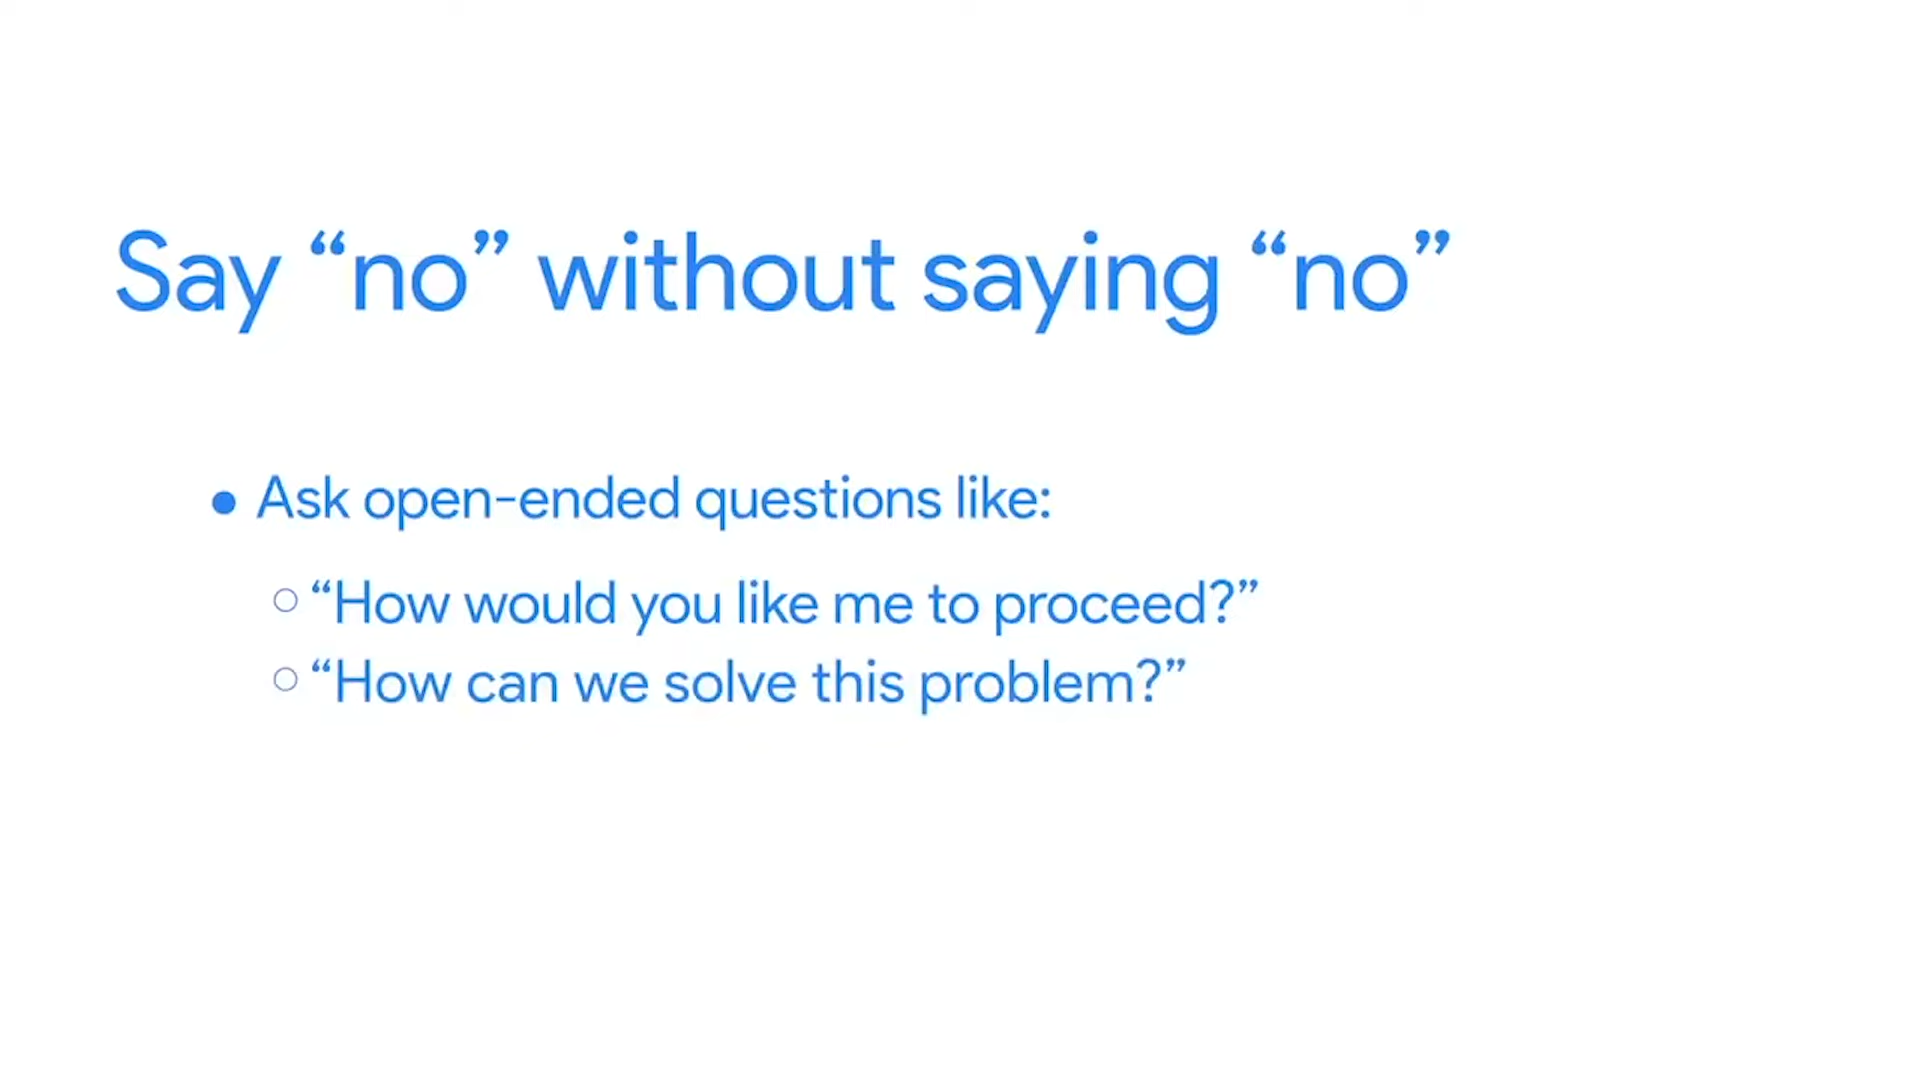 Say “no” without saying “no”
● Ask open-ended questions like:
○ “How would you like me to proceed?”
○ “How can we solve this problem?”